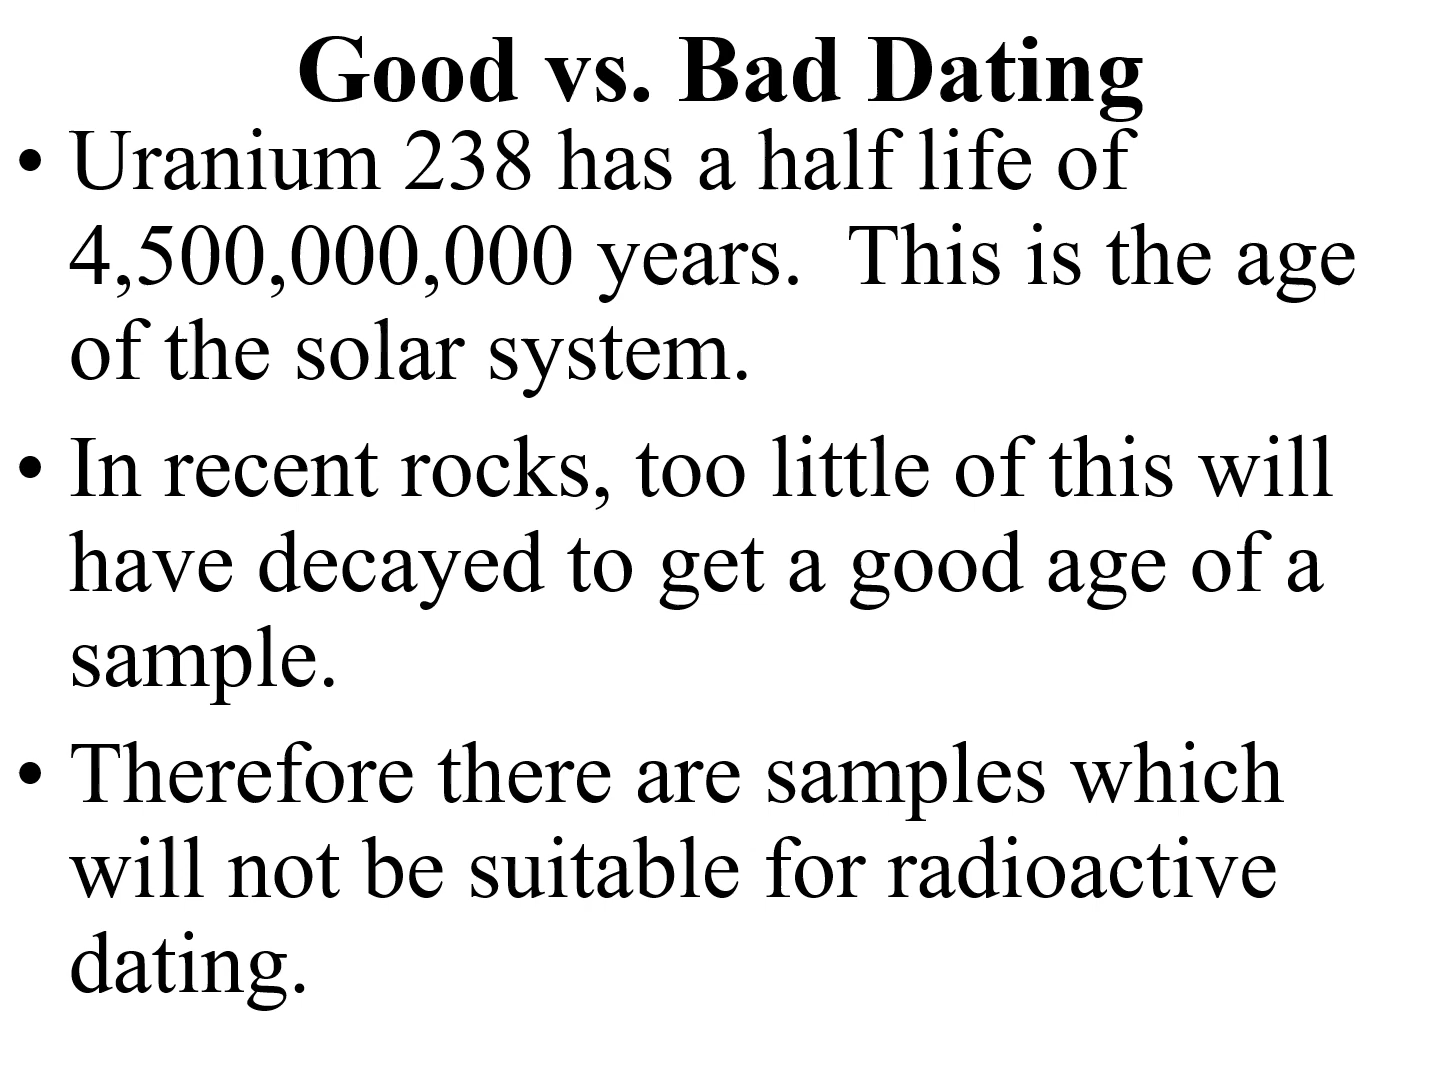 Good vs. Bad Dating
• Uranium 238 has a half life of
4,500,000,000 years.  This is the age
of the solar system.
• In recent rocks, too little of this will
have decayed to get a good age of a
sample.
• Therefore there are samples which
will not be suitable for radioactive
dating.